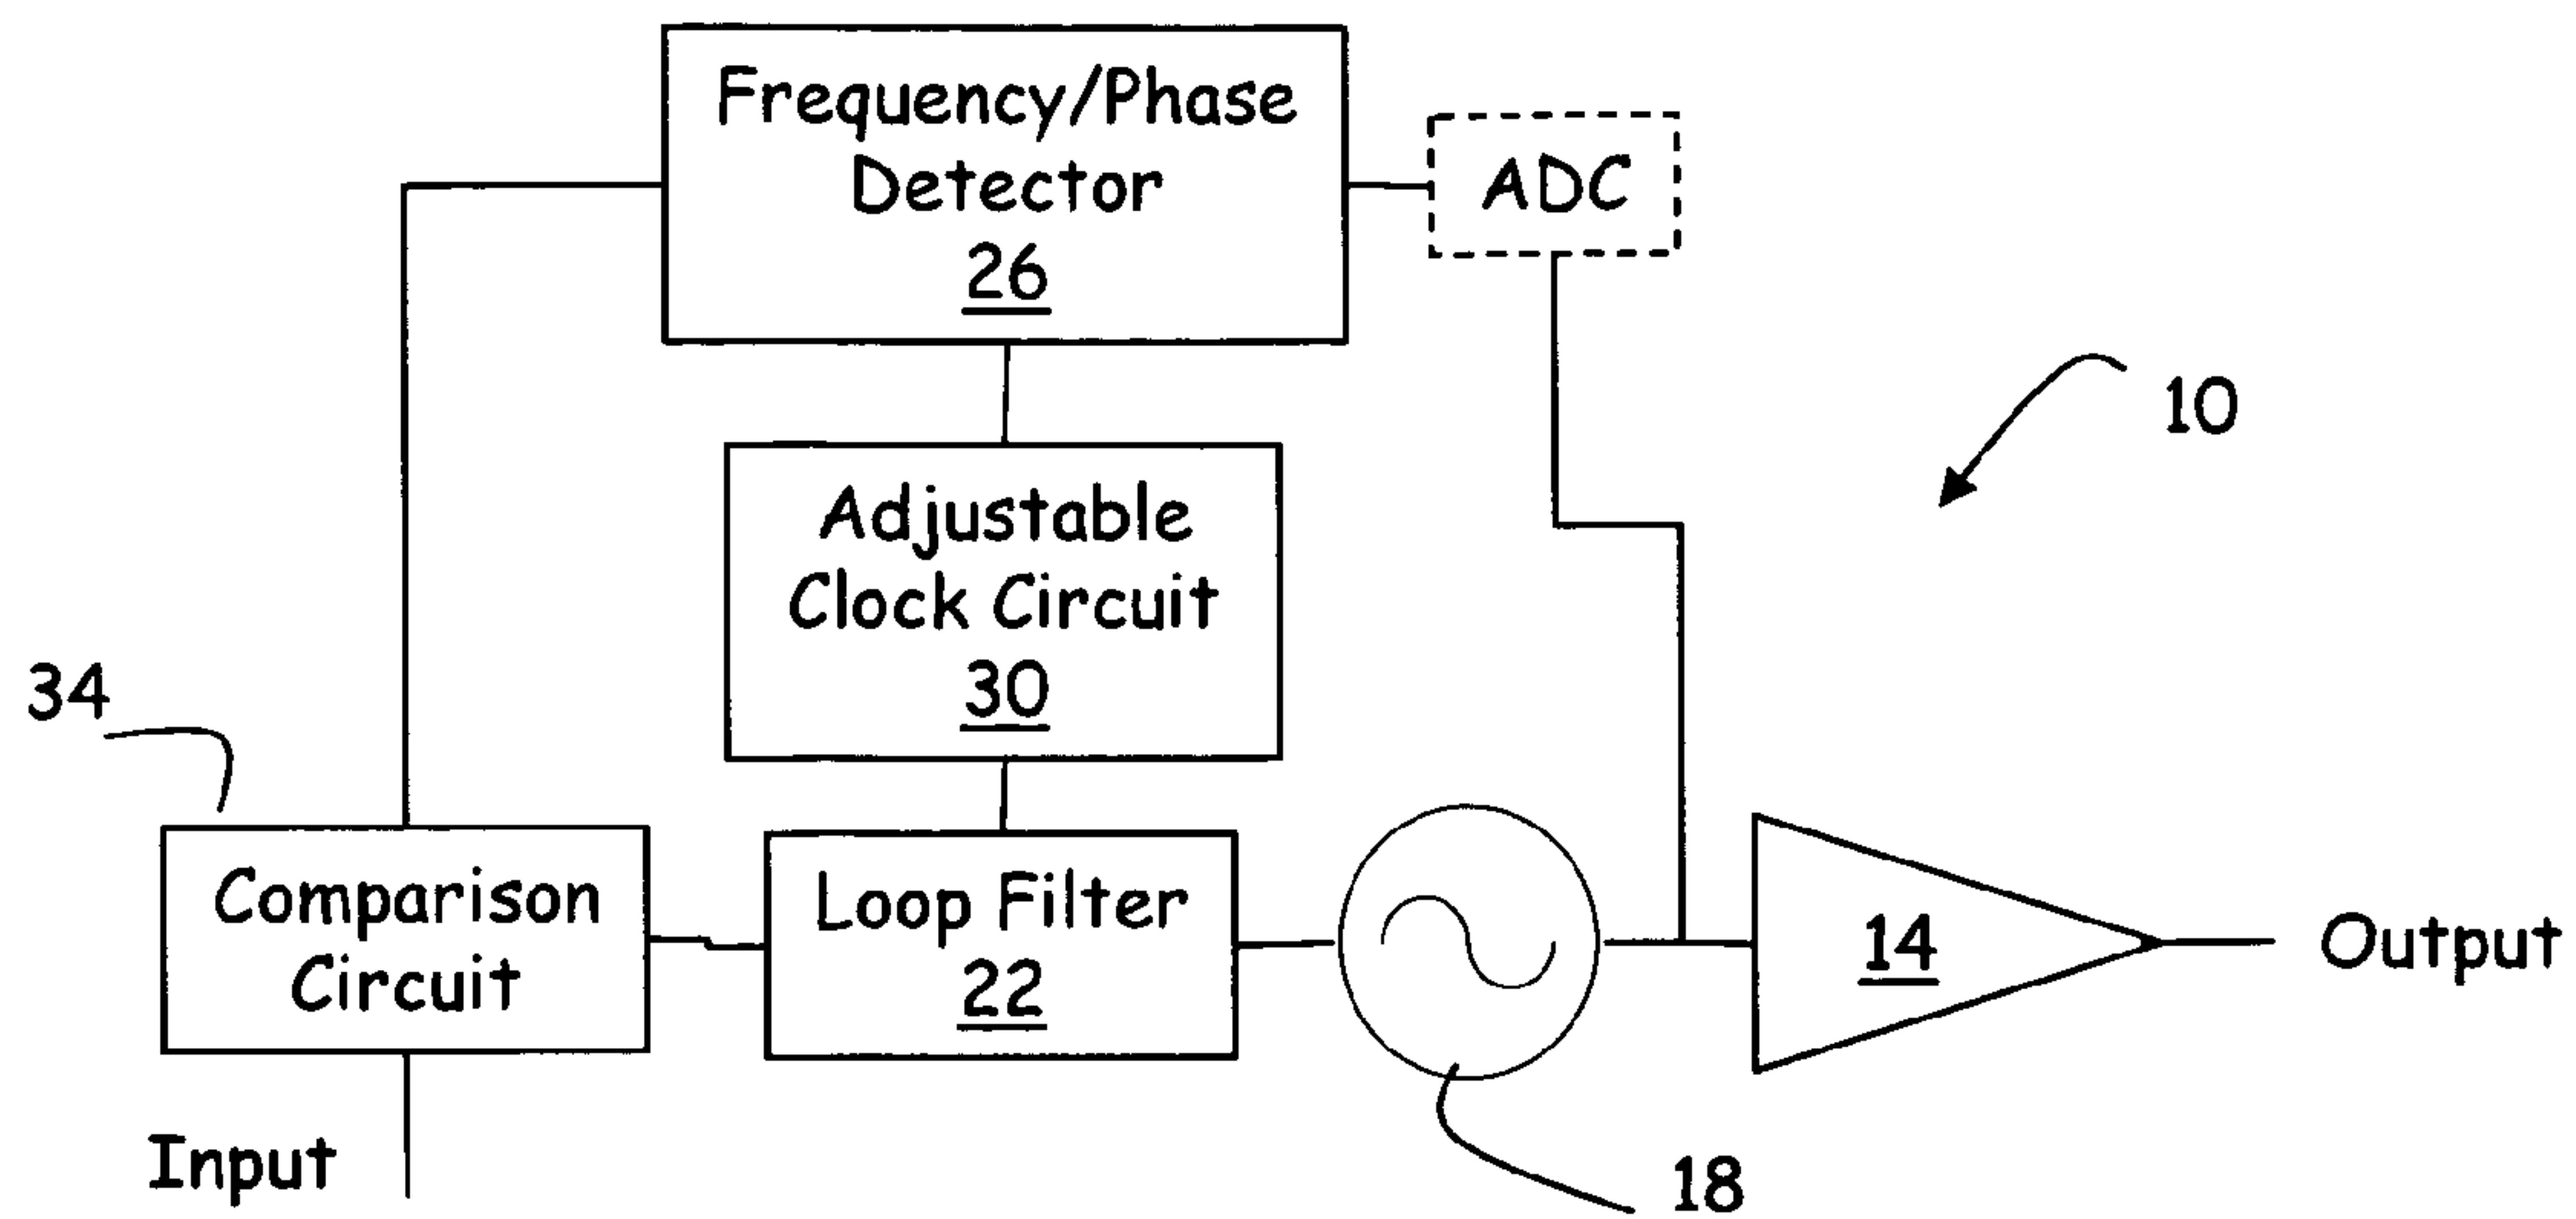 Frequency/Phase
Detector
26
ADC
10
Adjustable
Clock Circuit
30
34
Comparison
Circuit
Loop Filter
22
14
Output
Input
18